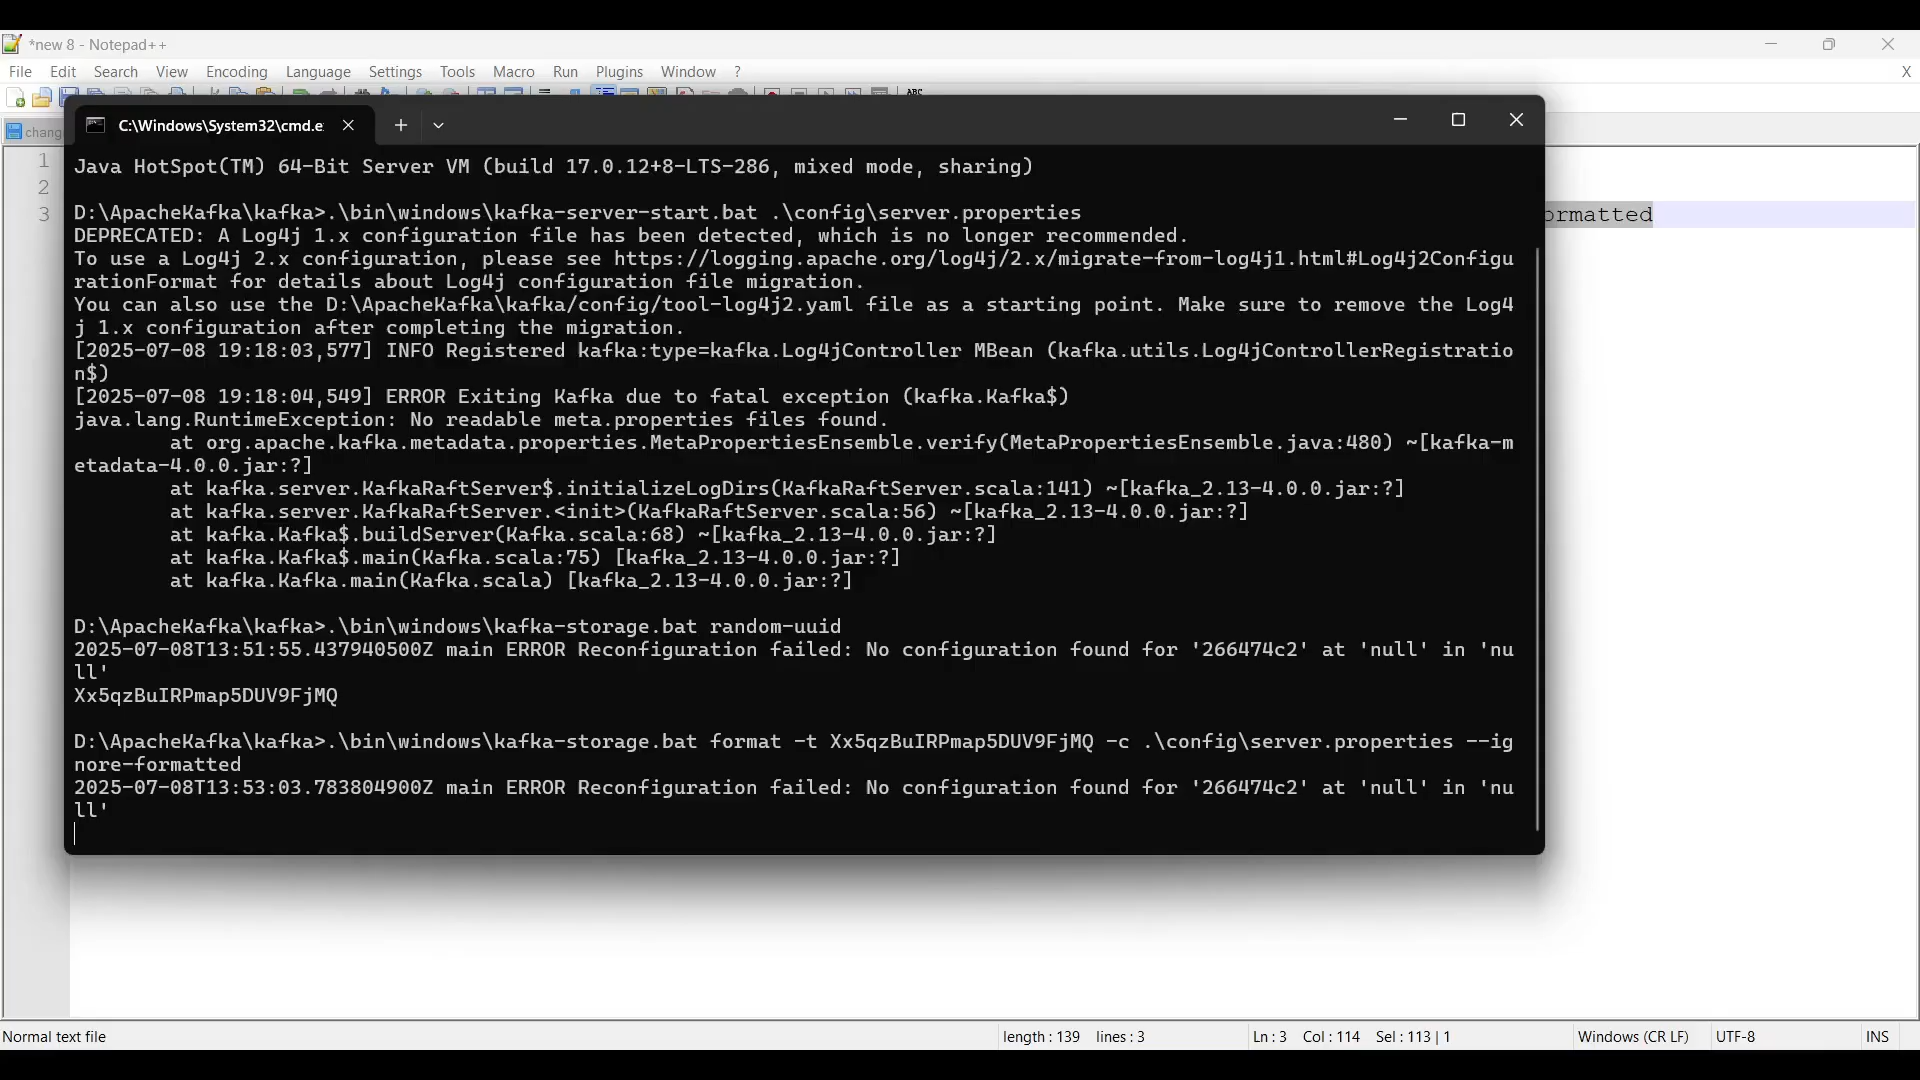 *new 8 - Notepad++
File Edit Search View Encoding Language Settings Tools Macro Run Plugins Window ? X
C:\Windows\System32\cmd.e
chang
1
2
3
ormatted
Java HotSpot(TM) 64-Bit Server VM (build 17.0.12+8-LTS-286, mixed mode, sharing)
D:\ApacheKafka\kafka>.\bin\windows\kafka-server-start.bat .\config\server.properties
DEPRECATED: A Log4j 1.x configuration file has been detected, which is no longer recommended.
To use a Log4j 2.x configuration, please see https://logging.apache.org/log4j/2.x/migrate-from-log4j1.html#Log4j2Configu
rationFormat for details about Log4j configuration file migration.
You can also use the D:\ApacheKafka\kafka/config/tool-log4j2.yaml file as a starting point. Make sure to remove the Log4
j 1.x configuration after completing the migration.
[2025-07-08 19:18:03,577] INFO Registered kafka:type=kafka.Log4jController MBean (kafka.utils.Log4jControllerRegistratio
n$)
[2025-07-08 19:18:04,549] ERROR Exiting Kafka due to fatal exception (kafka.Kafka$)
java.lang.RuntimeException: No readable meta.properties files found.
at org.apache.kafka.metadata.properties.MetaPropertiesEnsemble.verify(MetaPropertiesEnsemble.java:480) ~[kafka-m
etadata-4.0.0.jar:?]
at kafka.server.KafkaRaftServer$.initializeLogDirs(KafkaRaftServer.scala:141) ~[kafka_2.13-4.0.0.jar:?]
at kafka.server.KafkaRaftServer.<init>(KafkaRaftServer.scala:56) ~[kafka_2.13-4.0.0.jar:?]
at kafka.Kafka$.buildServer(Kafka.scala:68) ~[kafka_2.13-4.0.0.jar:?]
at kafka.Kafka$.main(Kafka.scala:75) [kafka_2.13-4.0.0.jar:?]
at kafka.Kafka.main(Kafka.scala) [kafka_2.13-4.0.0.jar:?]
D:\ApacheKafka\kafka>.\bin\windows\kafka-storage.bat random-uuid
2025-07-08T13:51:55.437940500Z main ERROR Reconfiguration failed: No configuration found for '266474c2' at 'null' in 'nu
ll'
Xx5qzBuIRPmap5DUV9FjMQ
D:\ApacheKafka\kafka>.\bin\windows\kafka-storage.bat format -t Xx5qzBuIRPmap5DUV9FjMQ -c .\config\server.properties --ig
nore-formatted
2025-07-08T13:53:03.783804900Z main ERROR Reconfiguration failed: No configuration found for '266474c2' at 'null' in 'nu
ll'
Normal text file length : 139 lines : 3 Ln : 3 Col : 114 Sel : 113 | 1 Windows (CR LF) UTF-8 INS